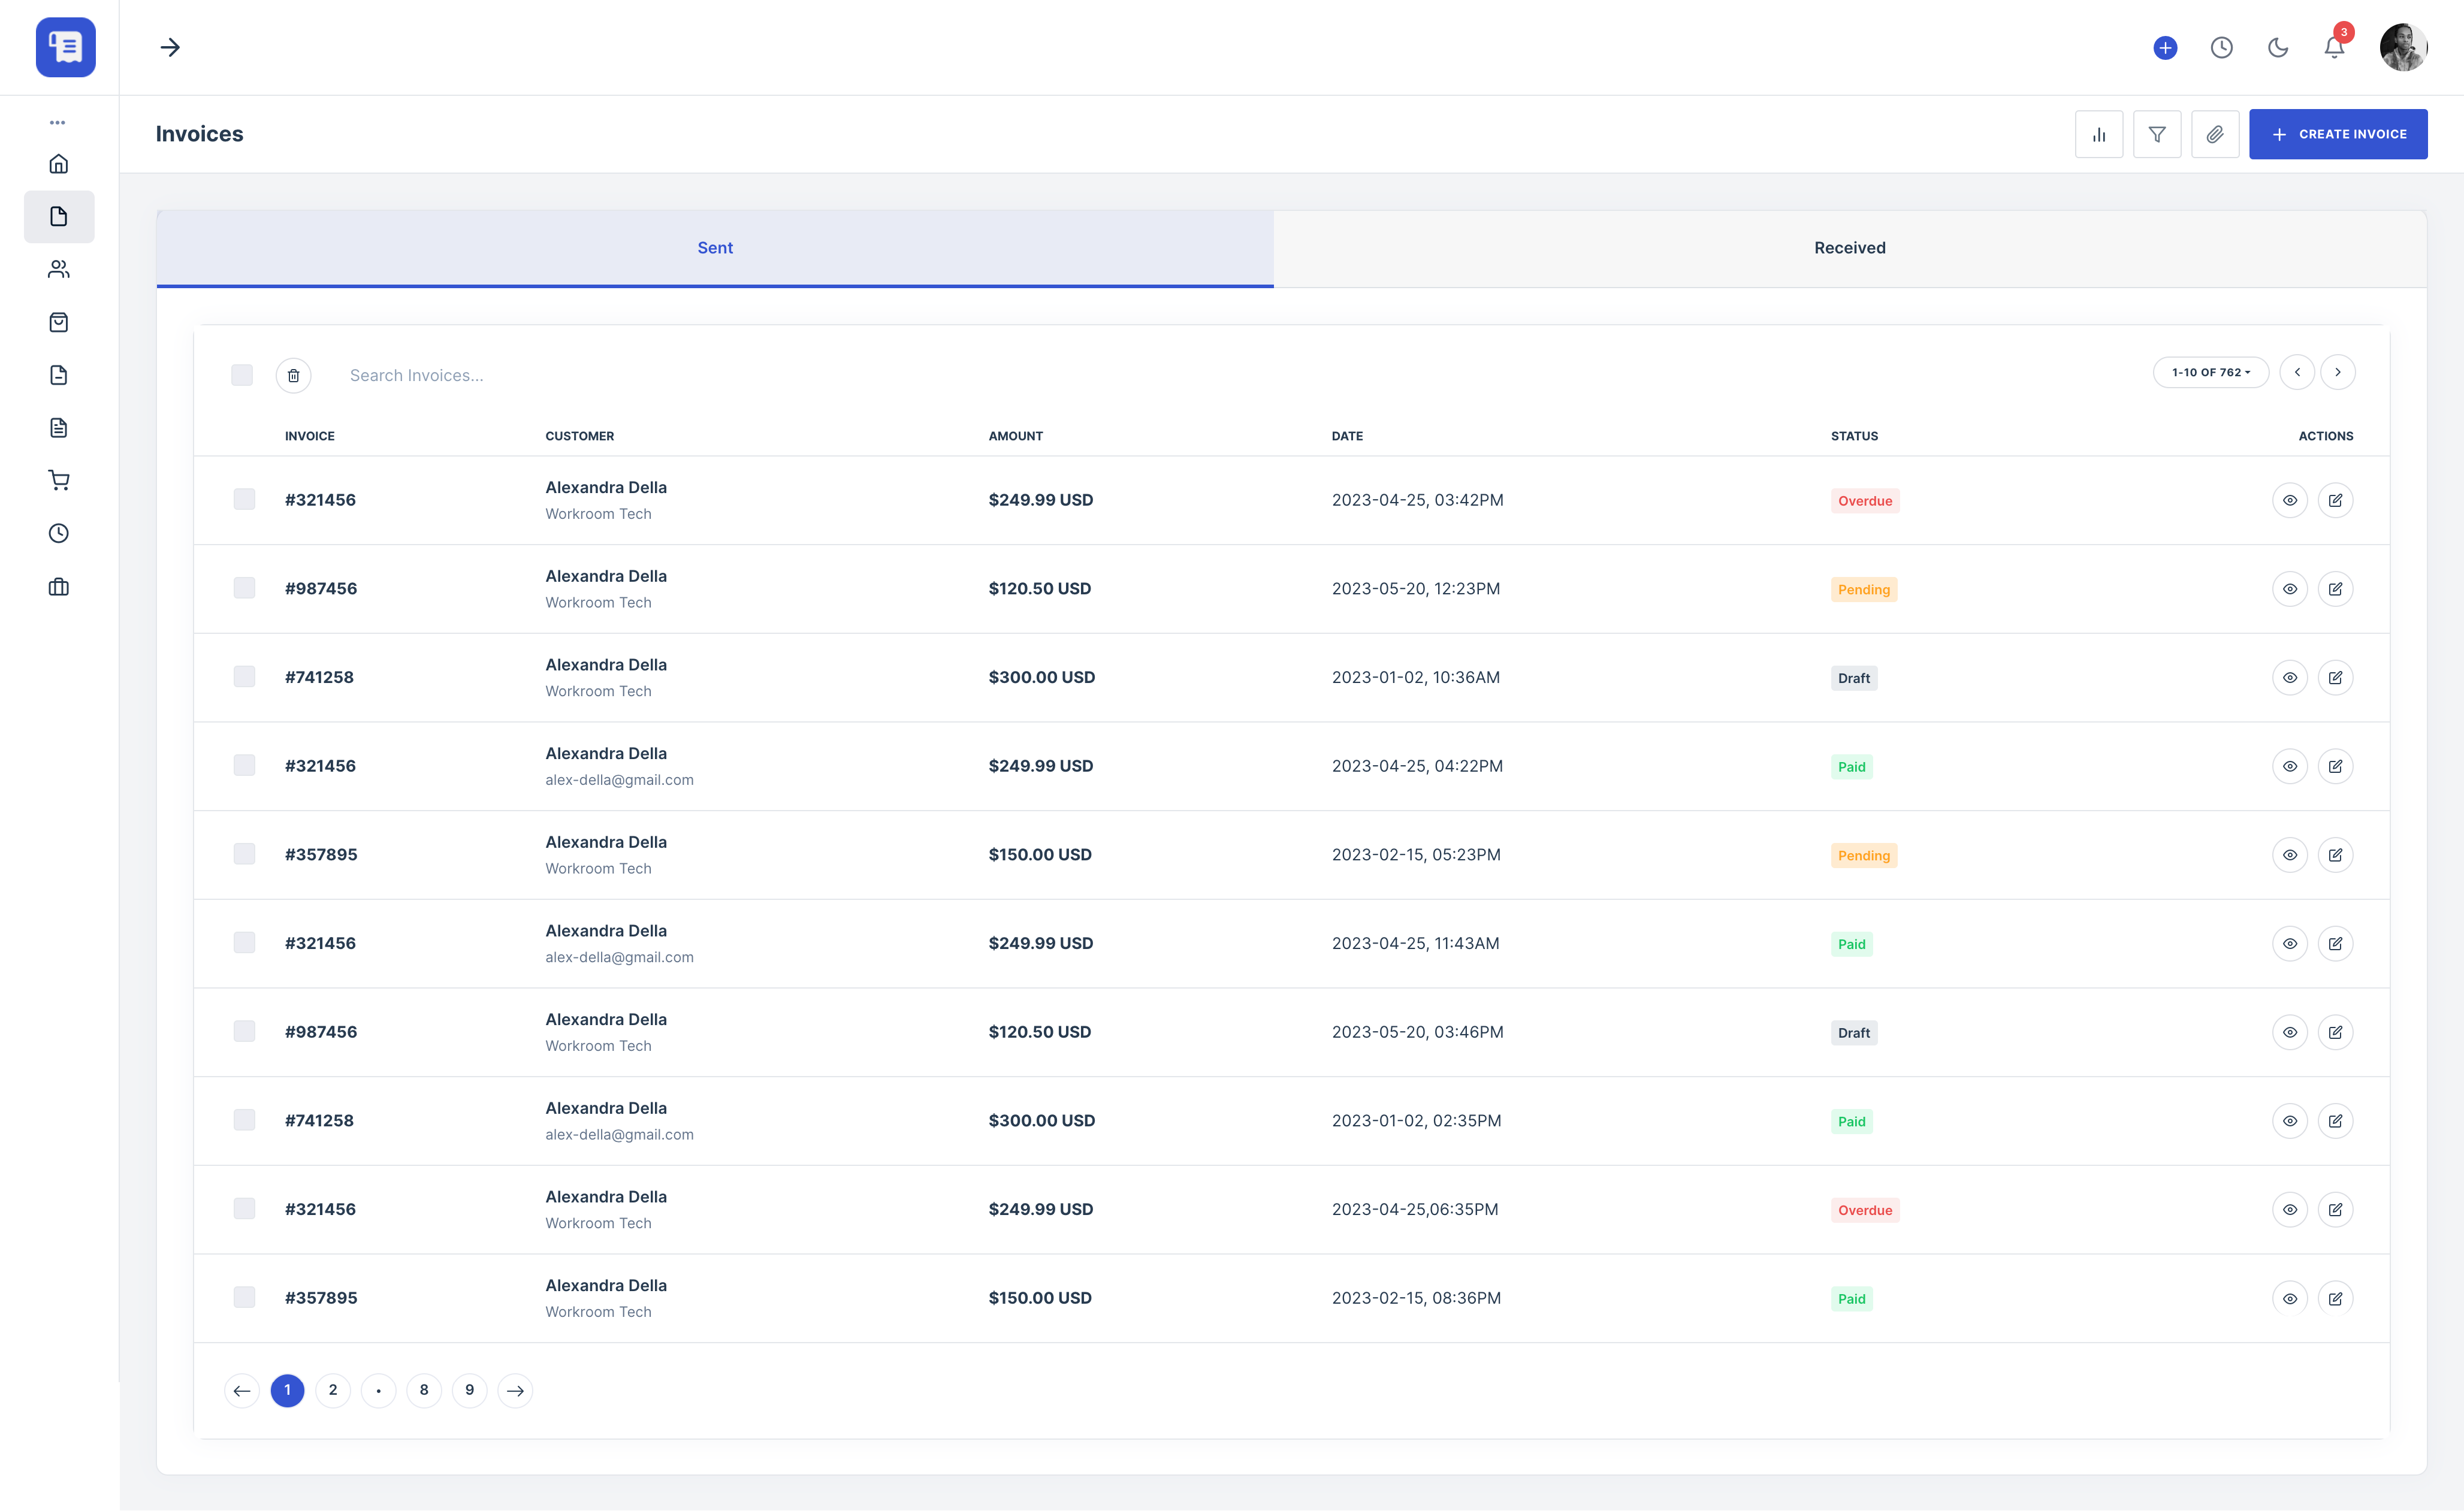 3
Invoices
CREATE INVOICE
Sent
Received
Search Invoices...
1-10 OF 762
INVOICE CUSTOMER AMOUNT DATE STATUS ACTIONS
#321456 Alexandra Della $249.99 USD 2023-04-25, 03:42PM Overdue
Workroom Tech
#987456 Alexandra Della $120.50 USD 2023-05-20, 12:23PM Pending
Workroom Tech
#741258 Alexandra Della $300.00 USD 2023-01-02, 10:36AM Draft
Workroom Tech
#321456 Alexandra Della $249.99 USD 2023-04-25, 04:22PM Paid
alex-della@gmail.com
#357895 Alexandra Della $150.00 USD 2023-02-15, 05:23PM Pending
Workroom Tech
#321456 Alexandra Della $249.99 USD 2023-04-25, 11:43AM Paid
alex-della@gmail.com
#987456 Alexandra Della $120.50 USD 2023-05-20, 03:46PM Draft
Workroom Tech
#741258 Alexandra Della $300.00 USD 2023-01-02, 02:35PM Paid
alex-della@gmail.com
#321456 Alexandra Della $249.99 USD 2023-04-25,06:35PM Overdue
Workroom Tech
#357895 Alexandra Della $150.00 USD 2023-02-15, 08:36PM Paid
Workroom Tech
1 2 . 8 9